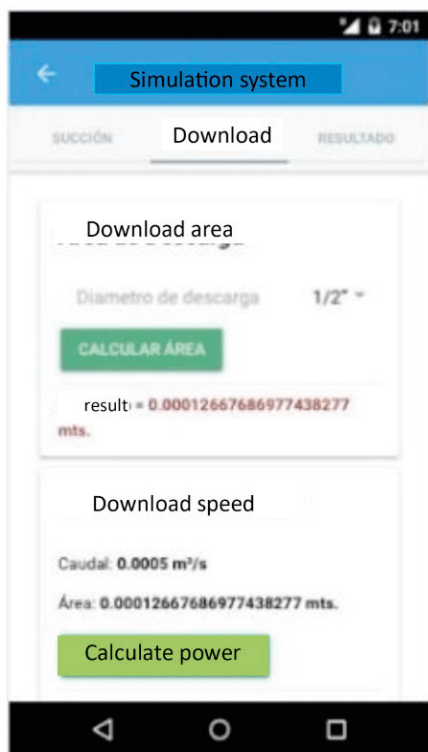 7:01
Simulation system
SUCCIÓN Download RESULTADO
Download area
Diametro de descarga 1/2"
CALCULAR ÁREA
result = 0.00012667686977438277
mts.
Download speed
Caudal: 0.0005 m³/s
Área: 0.00012667686977438277 mts.
Calculate power